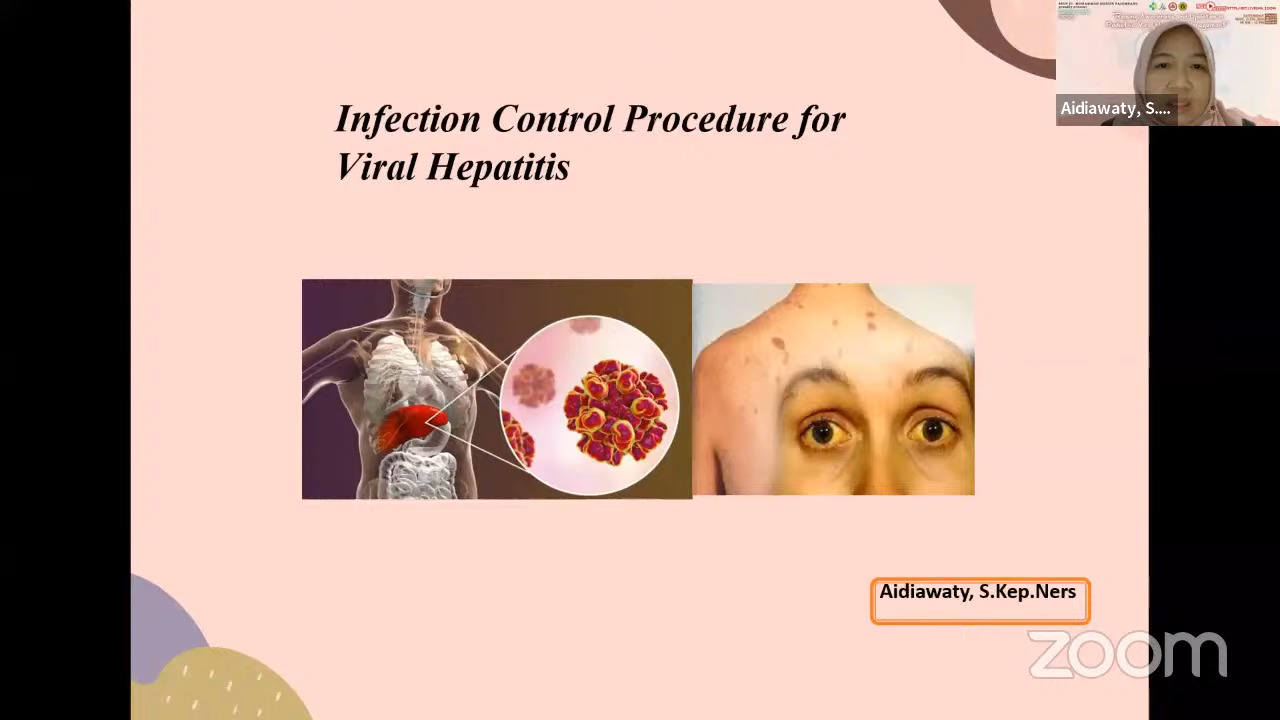 Infection Control Procedure for
Viral Hepatitis
Aidiawaty, S.Kep.Ners
Aidiawaty, S....
zoom